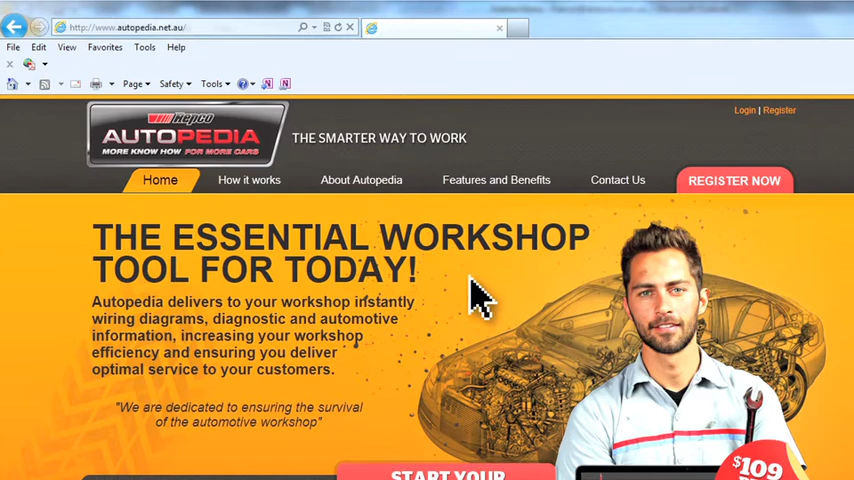 http://www.autopedia.net.au/
File Edit View Favorites Tools Help
Page Safety Tools
Repco
AUTOPEDIA
MORE KNOW HOW FOR MORE CARS
THE SMARTER WAY TO WORK
Login | Register
Home How it works About Autopedia Features and Benefits Contact Us REGISTER NOW
THE ESSENTIAL WORKSHOP
TOOL FOR TODAY!
Autopedia delivers to your workshop instantly
wiring diagrams, diagnostic and automotive
information, increasing your workshop
efficiency and ensuring you deliver
optimal service to your customers.
"We are dedicated to ensuring the survival
of the automotive workshop"
START YOUR
$109